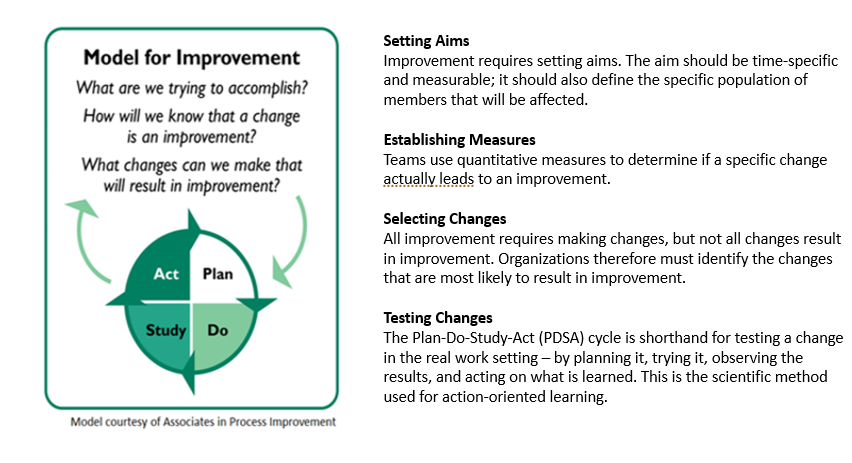 Model for Improvement
What are we trying to accomplish?
How will we know that a change
is an improvement?
What changes can we make that
will result in improvement?
Act
Plan
Study
Do
Model courtesy of Associates in Process Improvement
Setting Aims
Improvement requires setting aims. The aim should be time-specific
and measurable; it should also define the specific population of
members that will be affected.
Establishing Measures
Teams use quantitative measures to determine if a specific change
actually leads to an improvement.
Selecting Changes
All improvement requires making changes, but not all changes result
in improvement. Organizations therefore must identify the changes
that are most likely to result in improvement.
Testing Changes
The Plan-Do-Study-Act (PDSA) cycle is shorthand for testing a change
in the real work setting – by planning it, trying it, observing the
results, and acting on what is learned. This is the scientific method
used for action-oriented learning.